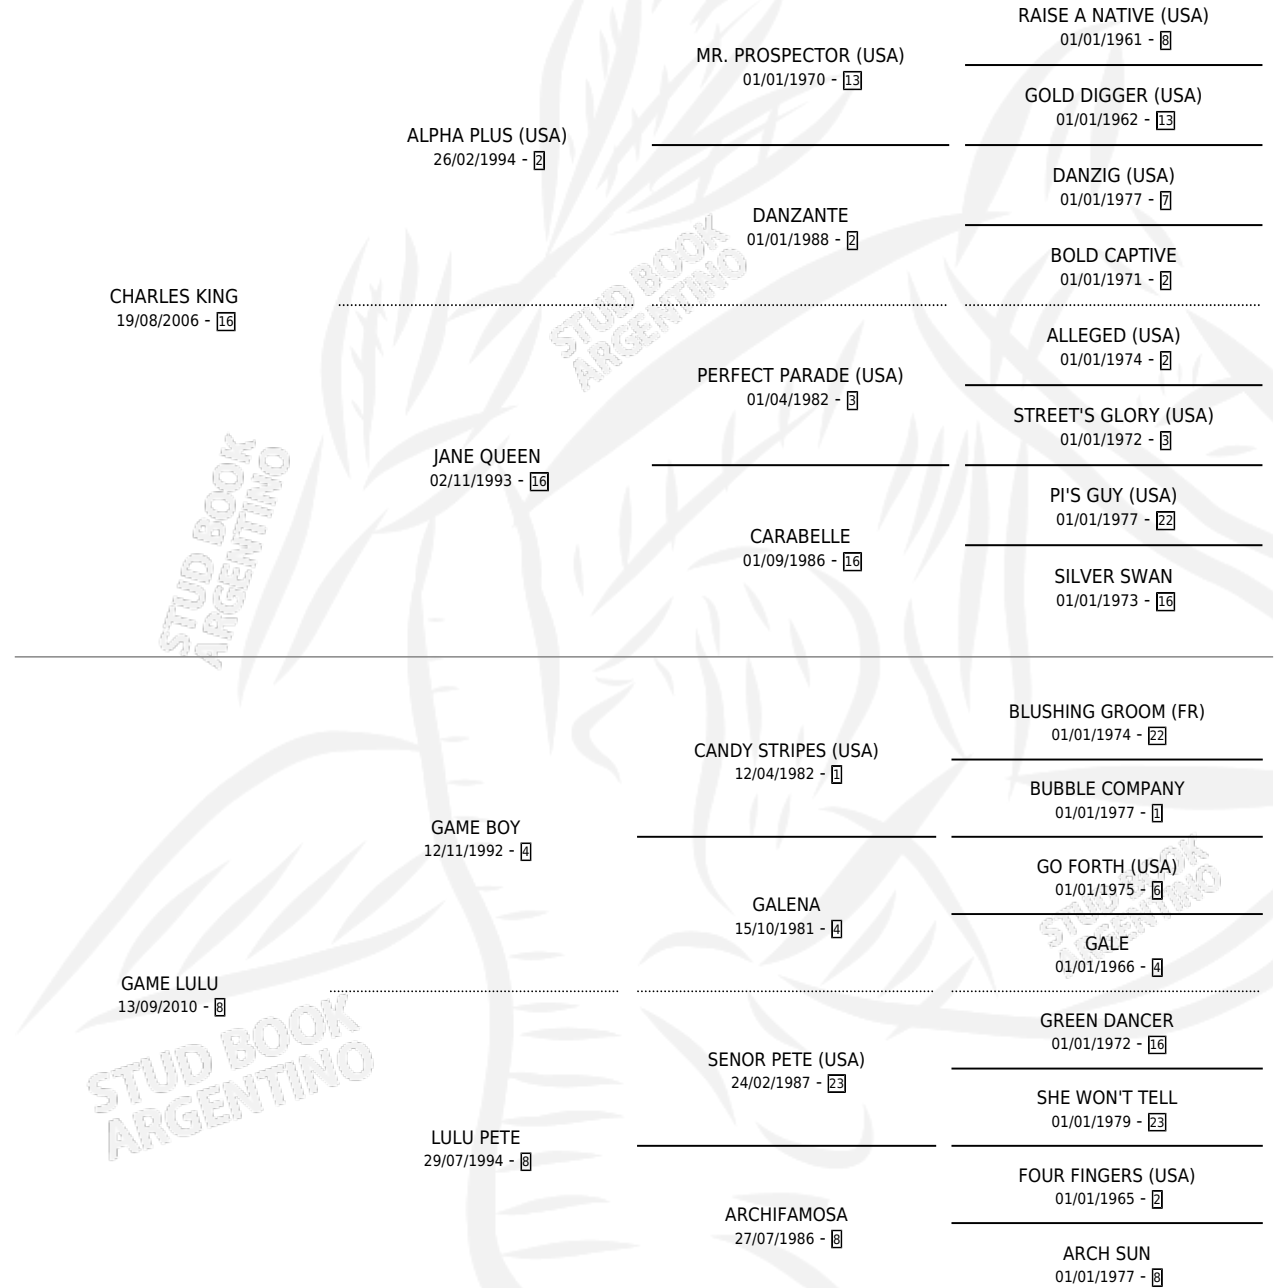 RAISE A NATIVE (USA)
01/01/1961 - 8
MR. PROSPECTOR (USA)
01/01/1970 - 13
GOLD DIGGER (USA)
01/01/1962 - 13
ALPHA PLUS (USA)
26/02/1994 - 2
DANZIG (USA)
01/01/1977 - 7
DANZANTE
01/01/1988 - 2
BOLD CAPTIVE
01/01/1971 - 2
CHARLES KING
19/08/2006 - 16
STUD BOOK
ARGENTINO
ALLEGED (USA)
01/01/1974 - 2
PERFECT PARADE (USA)
01/04/1982 - 3
STREET'S GLORY (USA)
01/01/1972 - 3
JANE QUEEN
02/11/1993 - 16
PI'S GUY (USA)
01/01/1977 - 22
CARABELLE
01/09/1986 - 16
SILVER SWAN
01/01/1973 - 16
STUD BOOK
ARGENTINO
BLUSHING GROOM (FR)
01/01/1974 - 22
CANDY STRIPES (USA)
12/04/1982 - 1
BUBBLE COMPANY
01/01/1977 - 1
GAME BOY
12/11/1992 - 4
GO FORTH (USA)
01/01/1975 - 6
GALENA
15/10/1981 - 4
GALE
01/01/1966 - 4
STUD BOOK
ARGENTINO
GAME LULU
13/09/2010 - 8
GREEN DANCER
01/01/1972 - 16
SENOR PETE (USA)
24/02/1987 - 23
SHE WON'T TELL
01/01/1979 - 23
STUD BOOK
ARGENTINO
LULU PETE
29/07/1994 - 8
FOUR FINGERS (USA)
01/01/1965 - 2
ARCHIFAMOSA
27/07/1986 - 8
ARCH SUN
01/01/1977 - 8